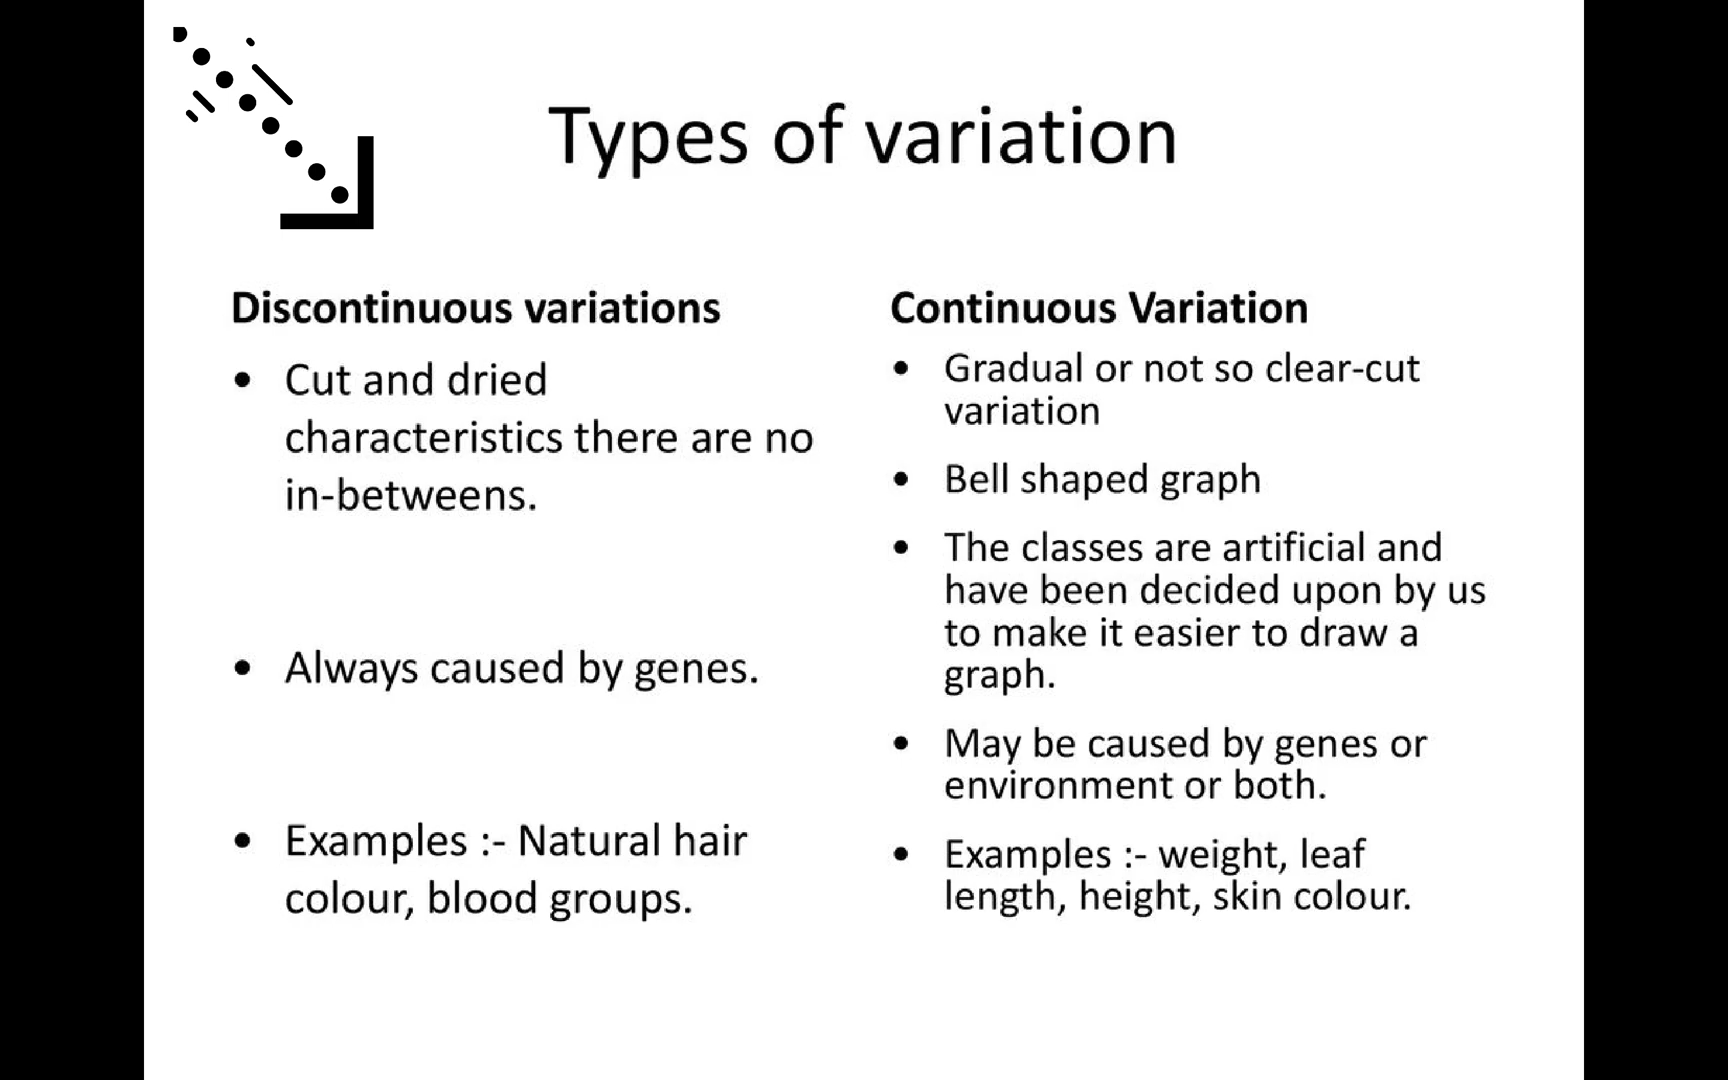 Types of variation
Discontinuous variations
• Cut and dried
characteristics there are no
in-betweens.
• Always caused by genes.
• Examples :- Natural hair
colour, blood groups.
Continuous Variation
• Gradual or not so clear-cut
variation
• Bell shaped graph
• The classes are artificial and
have been decided upon by us
to make it easier to draw a
graph.
• May be caused by genes or
environment or both.
• Examples :- weight, leaf
length, height, skin colour.